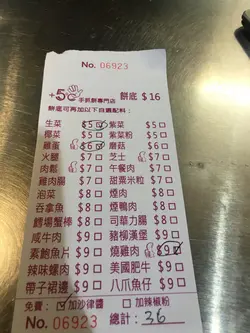 No. 06923
+5 手抓餅專門店 餅底 $16
餅底可再加以下自選配料：
生菜 $5 紫菜 $5
椰菜 $5 紫菜粉 $5
雞蛋 $6 蘑菇 $6
火腿 $7 芝士 $7
肉鬆 $7 午餐肉 $7
雞肉腸 $7 甜粟米粒 $7
泡菜 $8 煙肉 $8
吞拿魚 $8 煙鴨肉 $8
鱈場蟹棒 $8 司華力腸 $8
咸牛肉 $9 豬柳漢堡 $9
素鮑魚片 $9 燒雞肉 $9
辣味螺肉 $9 美國肥牛 $9
帶子裙邊 $9 八爪魚仔 $9
免費： 加沙律醬 加辣椒粉
No. 06923 總計：36